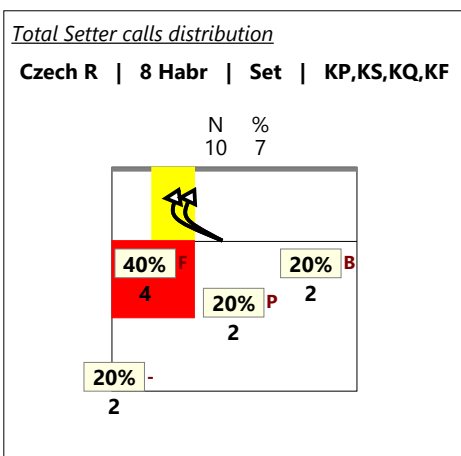 Total Setter calls distribution
Czech R | 8 Habr | Set | KP,KS,KQ,KF
N %
10 7
40% F 20% B
4 2
20% P
2
20% -
2